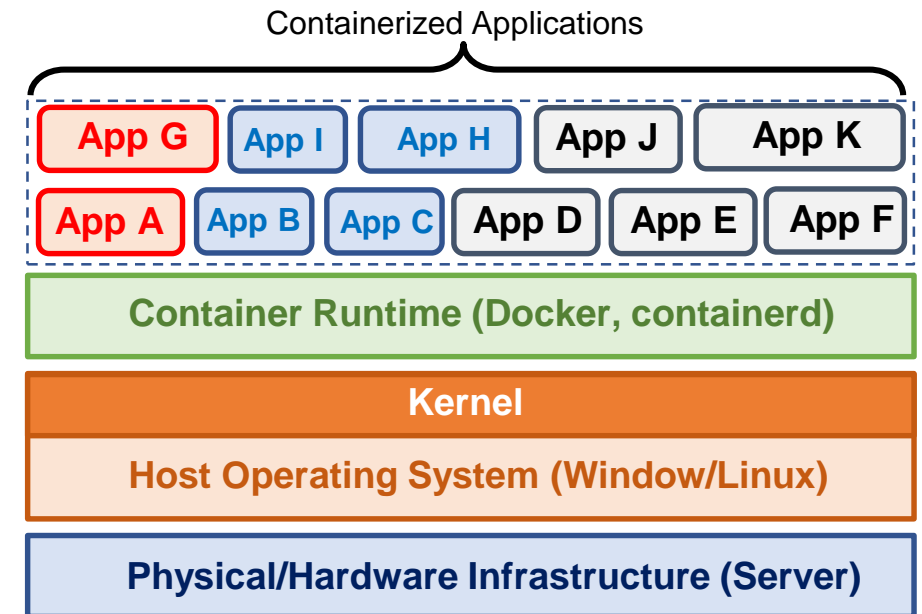 Containerized Applications
App G App I App H App J App K
App A App B App C App D App E App F
Container Runtime (Docker, containerd)
Kernel
Host Operating System (Window/Linux)
Physical/Hardware Infrastructure (Server)